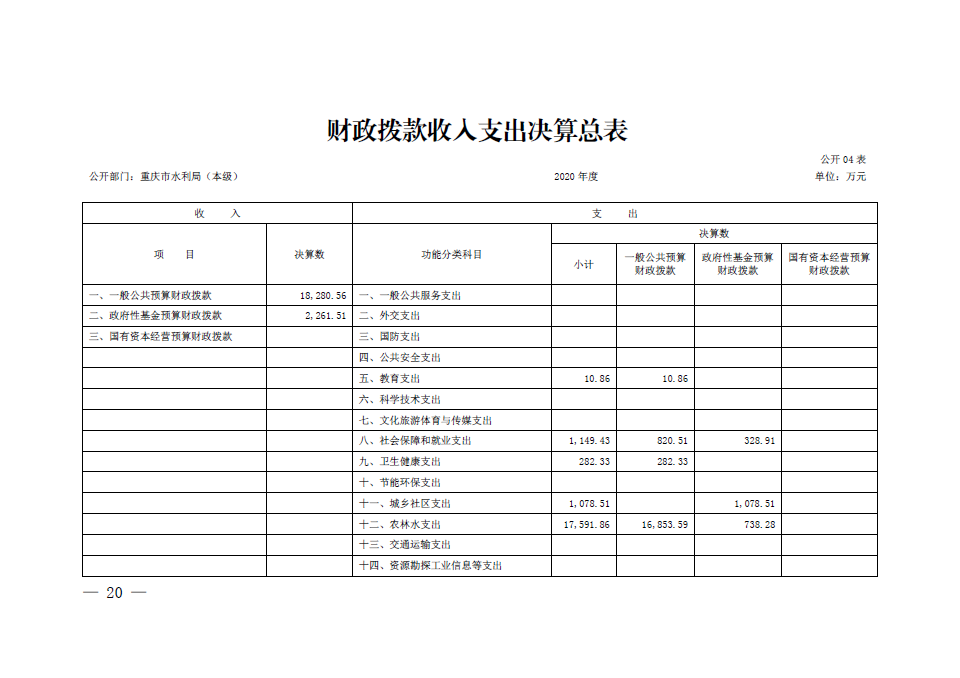 财政拨款收入支出决算总表
公开 04 表
公开部门：重庆市水利局（本级） 2020 年度 单位：万元
收 入 支 出
项 目 决算数 功能分类科目 决算数
小计 一般公共预算财政拨款 政府性基金预算财政拨款 国有资本经营预算财政拨款
一、一般公共预算财政拨款 18,280.56 一、一般公共服务支出
二、政府性基金预算财政拨款 2,261.51 二、外交支出
三、国有资本经营预算财政拨款 三、国防支出
四、公共安全支出
五、教育支出 10.86 10.86
六、科学技术支出
七、文化旅游体育与传媒支出
八、社会保障和就业支出 1,149.43 820.51 328.91
九、卫生健康支出 282.33 282.33
十、节能环保支出
十一、城乡社区支出 1,078.51 1,078.51
十二、农林水支出 17,591.86 16,853.59 738.28
十三、交通运输支出
十四、资源勘探工业信息等支出
— 20 —